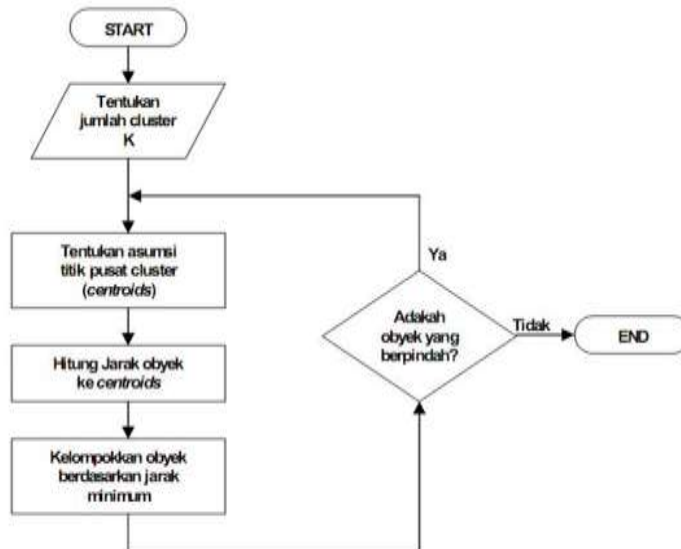 START
Tentukan
jumlah cluster
K
Tentukan asumsi
titik pusat cluster
(centroids)
Hitung Jarak obyek
ke centroids
Kelompokkan obyek
berdasarkan jarak
minimum
Ya
Adakah
obyek yang
berpindah?
Tidak
END